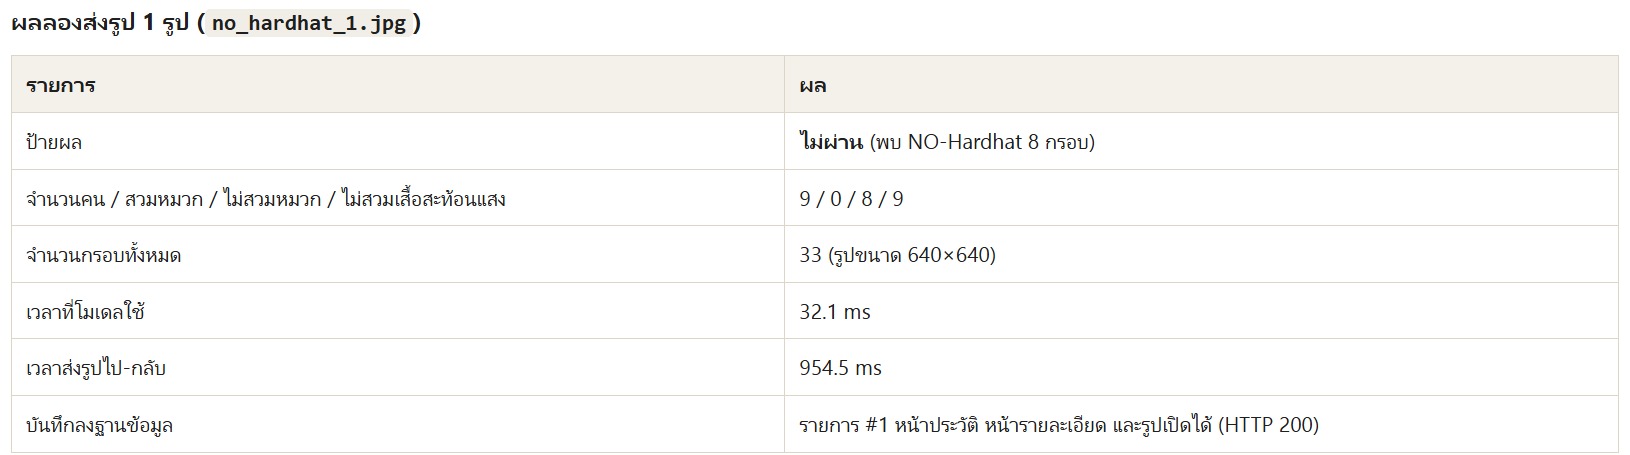 ผลลองส่งรูป 1 รูป (no_hardhat_1.jpg)
รายการ ผล
ป้ายผล ไม่ผ่าน (พบ NO-Hardhat 8 กรอบ)
จำนวนคน / สวมหมวก / ไม่สวมหมวก / ไม่สวมเสื้อสะท้อนแสง 9 / 0 / 8 / 9
จำนวนกรอบทั้งหมด 33 (รูปขนาด 640×640)
เวลาที่โมเดลใช้ 32.1 ms
เวลาส่งรูปไป-กลับ 954.5 ms
บันทึกลงฐานข้อมูล รายการ #1 หน้าประวัติ หน้ารายละเอียด และรูปเปิดได้ (HTTP 200)